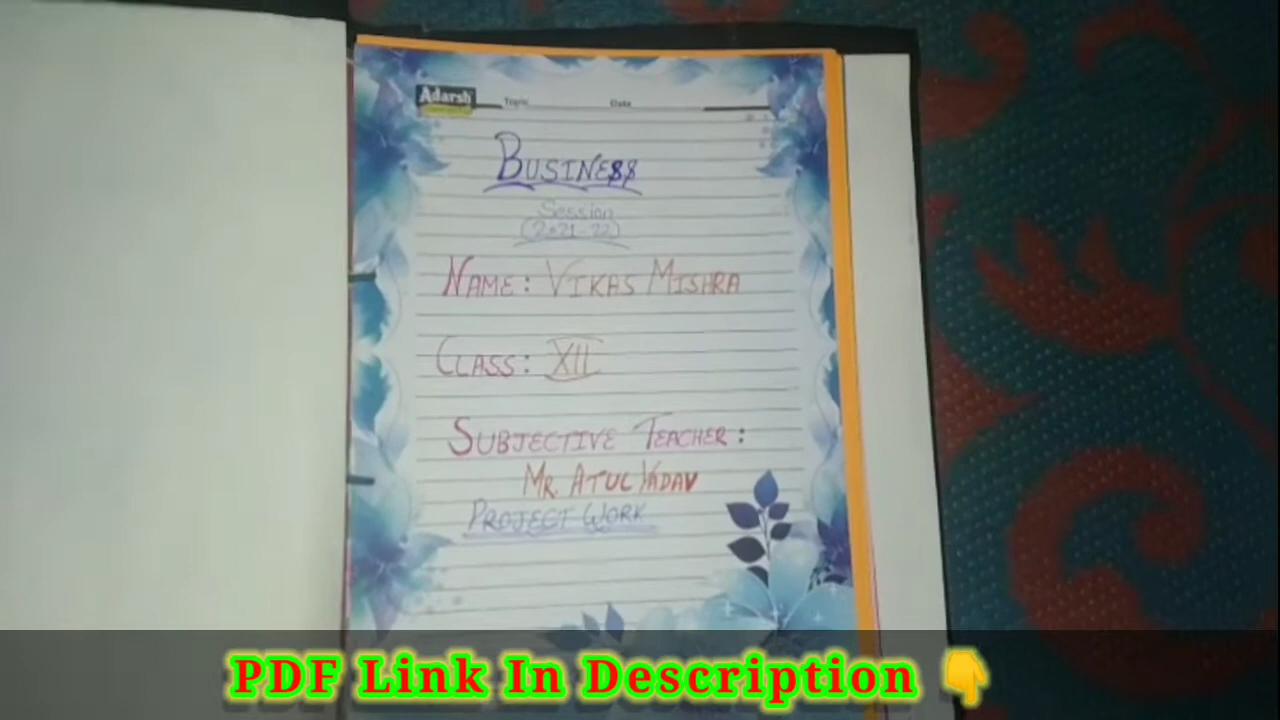 Adarsh
Topic Date
BUSINE$$
Session
(2021-22)
NAME: VIKAS MISHRA
CLASS: XII
SUBJECTIVE TEACHER:
MR. ATUL YADAV
PROJECT WORK
PDF Link In Description 👇